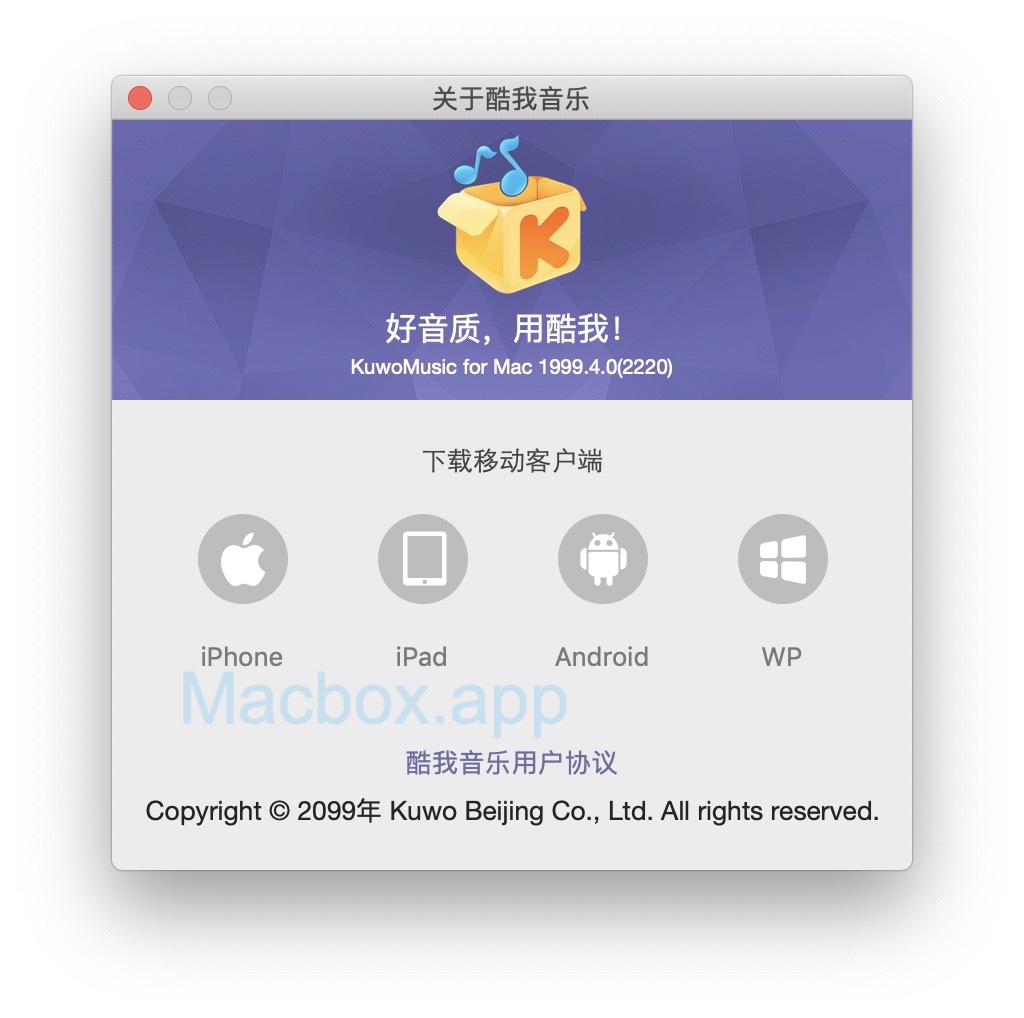 关于酷我音乐
K
好音质，用酷我！
KuwoMusic for Mac 1999.4.0(2220)
下载移动客户端
iPhone iPad Android WP
Macbox.app
酷我音乐用户协议
Copyright © 2099年 Kuwo Beijing Co., Ltd. All rights reserved.